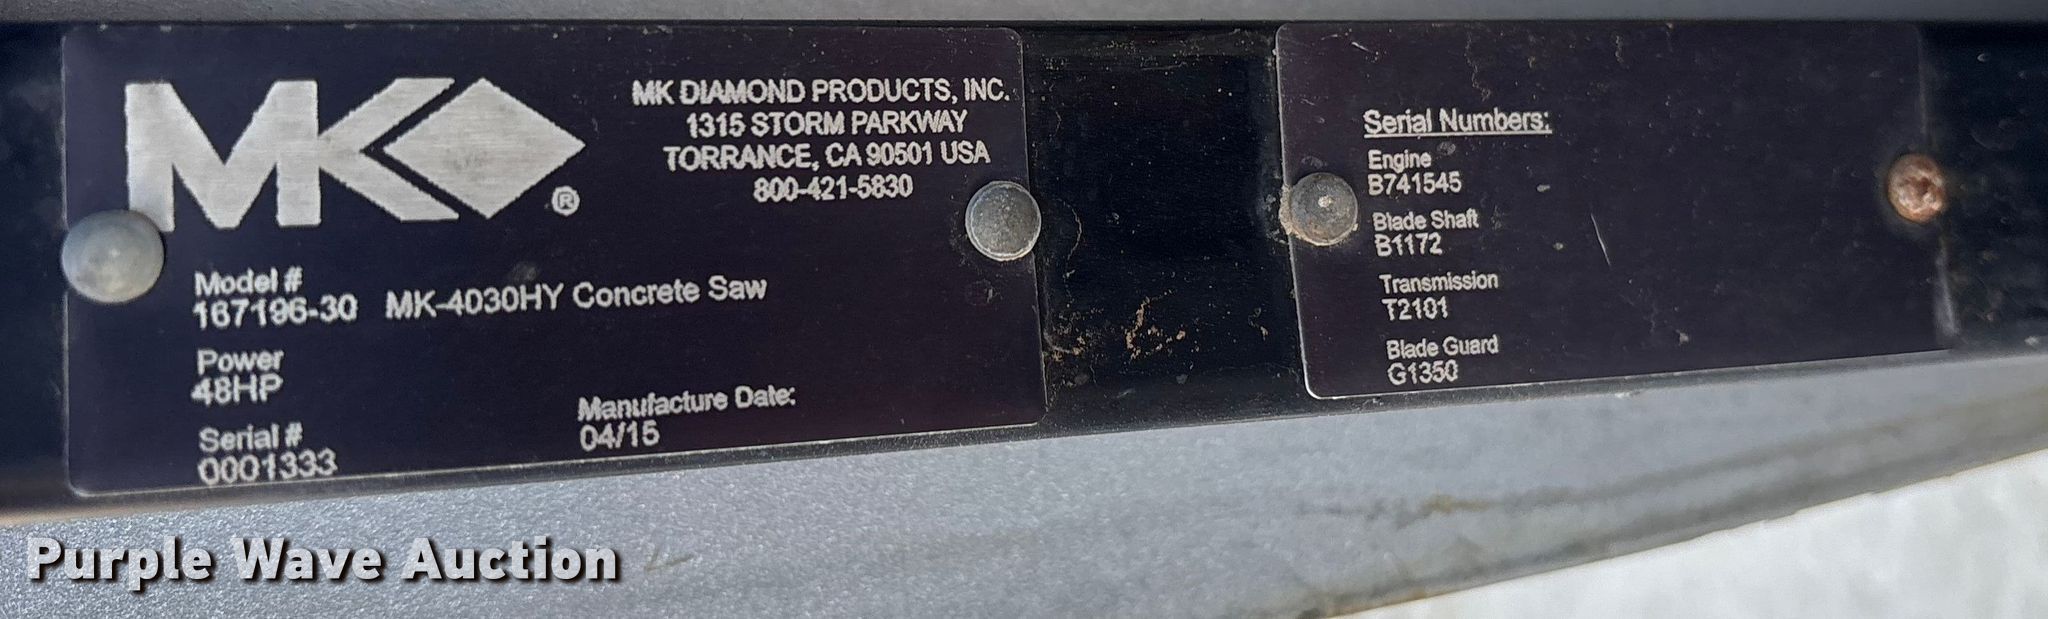 MK®
MK DIAMOND PRODUCTS, INC.
1315 STORM PARKWAY
TORRANCE, CA 90501 USA
800-421-5830
Model #
167196-30 MK-4030HY Concrete Saw
Power
48HP
Serial #
0001333
Manufacture Date:
04/15
Serial Numbers:
Engine
B741545
Blade Shaft
B1172
Transmission
T2101
Blade Guard
G1350
Purple Wave Auction